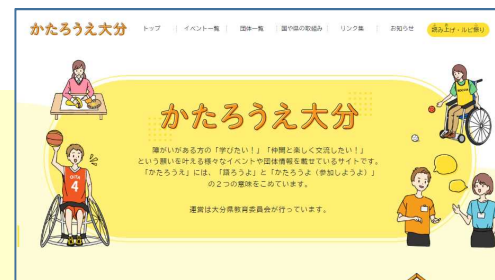 かたろうえ大分
トップ
イベント一覧
団体一覧
国や県の取組み
リンク集
お知らせ
読み上げ・ルビ振り
かたろうえ大分
障がいがある方の「学びたい!」「仲間と楽しく交流したい!」
という願いを叶える様々なイベントや団体情報を載せているサイトです。
「かたろうえ」には、「語ろうよ」と「かたろうよ(参加しようよ)」
の2つの意味をこめています。
運営は大分県教育委員会が行っています。
OITA
4